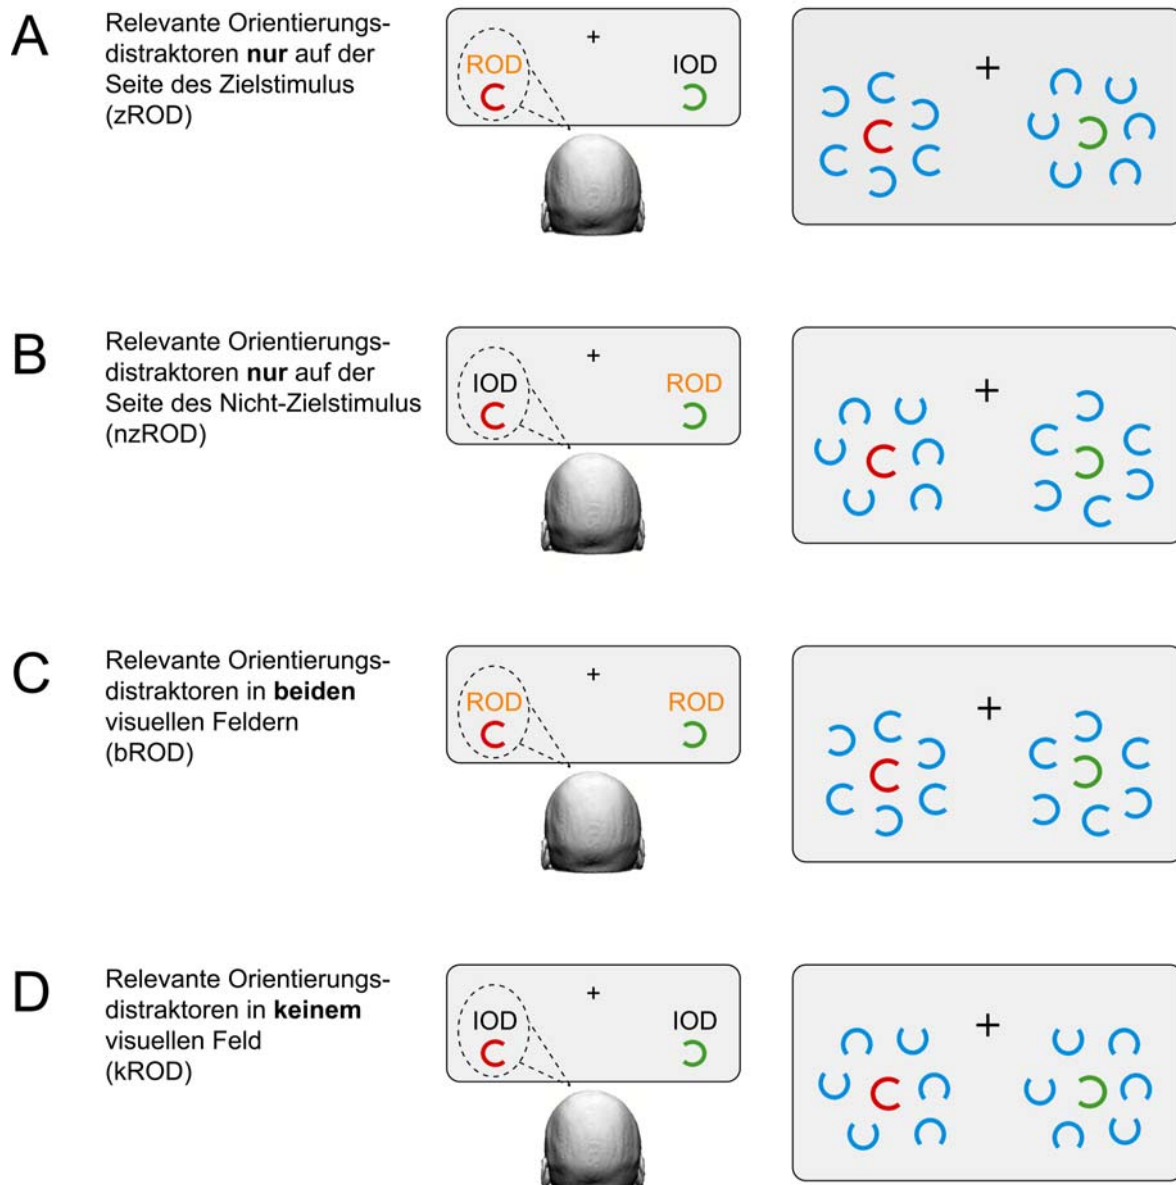 A
Relevante Orientierungs-
distraktoren nur auf der
Seite des Zielstimulus
(zROD)
+
ROD
IOD
+
B
Relevante Orientierungs-
distraktoren nur auf der
Seite des Nicht-Zielstimulus
(nzROD)
+
IOD
ROD
+
C
Relevante Orientierungs-
distraktoren in beiden
visuellen Feldern
(bROD)
+
ROD
ROD
+
D
Relevante Orientierungs-
distraktoren in keinem
visuellen Feld
(kROD)
+
IOD
IOD
+